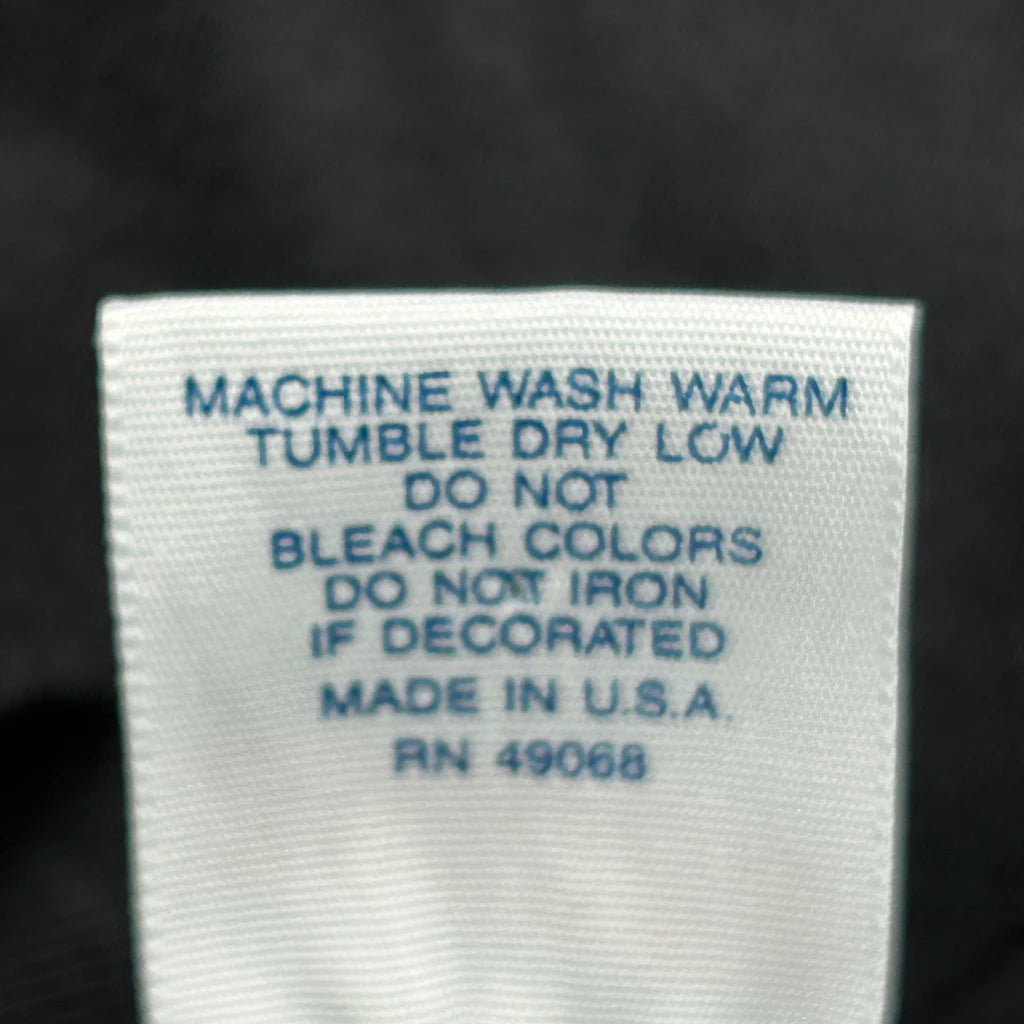 MACHINE WASH WARM
TUMBLE DRY LOW
DO NOT
BLEACH COLORS
DO NOT IRON
IF DECORATED
MADE IN U.S.A.
RN 49068